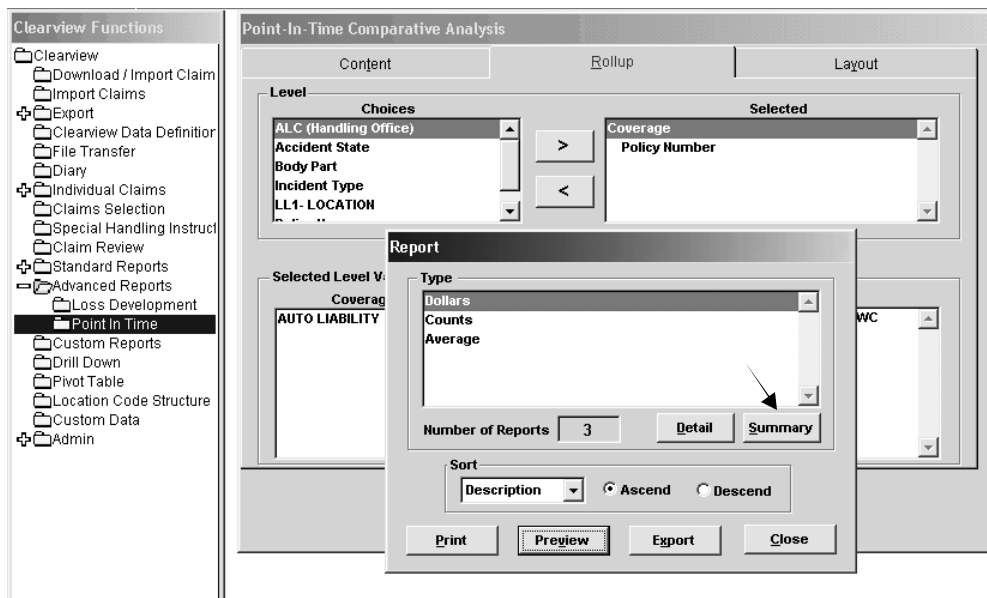 Clearview Functions
Clearview
Download / Import Claim
Import Claims
Export
Clearview Data Definition
File Transfer
Diary
Individual Claims
Claims Selection
Special Handling Instruct
Claim Review
Standard Reports
Advanced Reports
Loss Development
Point In Time
Custom Reports
Drill Down
Pivot Table
Location Code Structure
Custom Data
Admin
Point-In-Time Comparative Analysis
Content
Rollup
Layout
Level
Choices
ALC (Handling Office)
Accident State
Body Part
Incident Type
LL1- LOCATION
>
<
Selected
Coverage
Policy Number
Selected Level V
Coverag
AUTO LIABILITY
WC
Report
Type
Dollars
Counts
Average
Number of Reports 3 Detail Summary
Sort
Description Ascend Descend
Print Preview Export Close